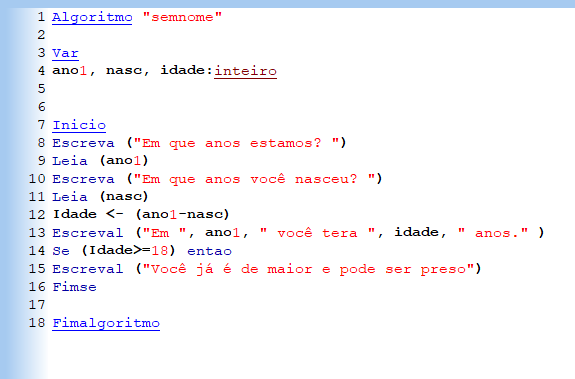 1 Algoritmo "semnome"
2
3 Var
4 ano1, nasc, idade:inteiro
5
6
7 Inicio
8 Escreva ("Em que anos estamos? ")
9 Leia (ano1)
10 Escreva ("Em que anos você nasceu? ")
11 Leia (nasc)
12 Idade <- (ano1-nasc)
13 Escreval ("Em ", ano1, " você tera ", idade, " anos." )
14 Se (Idade>=18) entao
15 Escreval ("Você já é de maior e pode ser preso")
16 Fimse
17
18 Fimalgoritmo